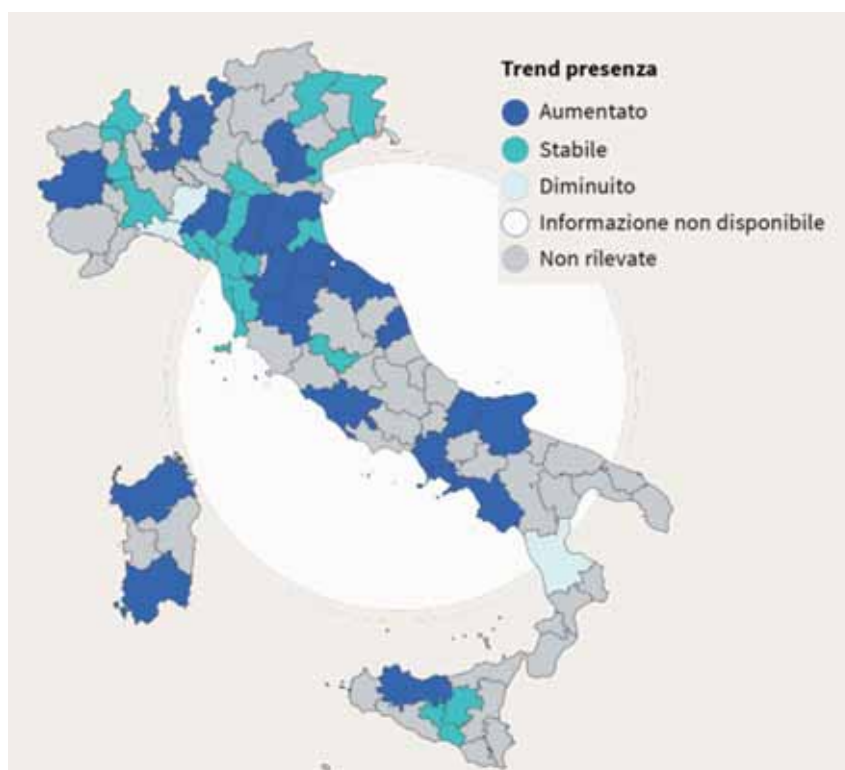 Trend presenza
Aumentato
Stabile
Diminuito
Informazione non disponibile
Non rilevate